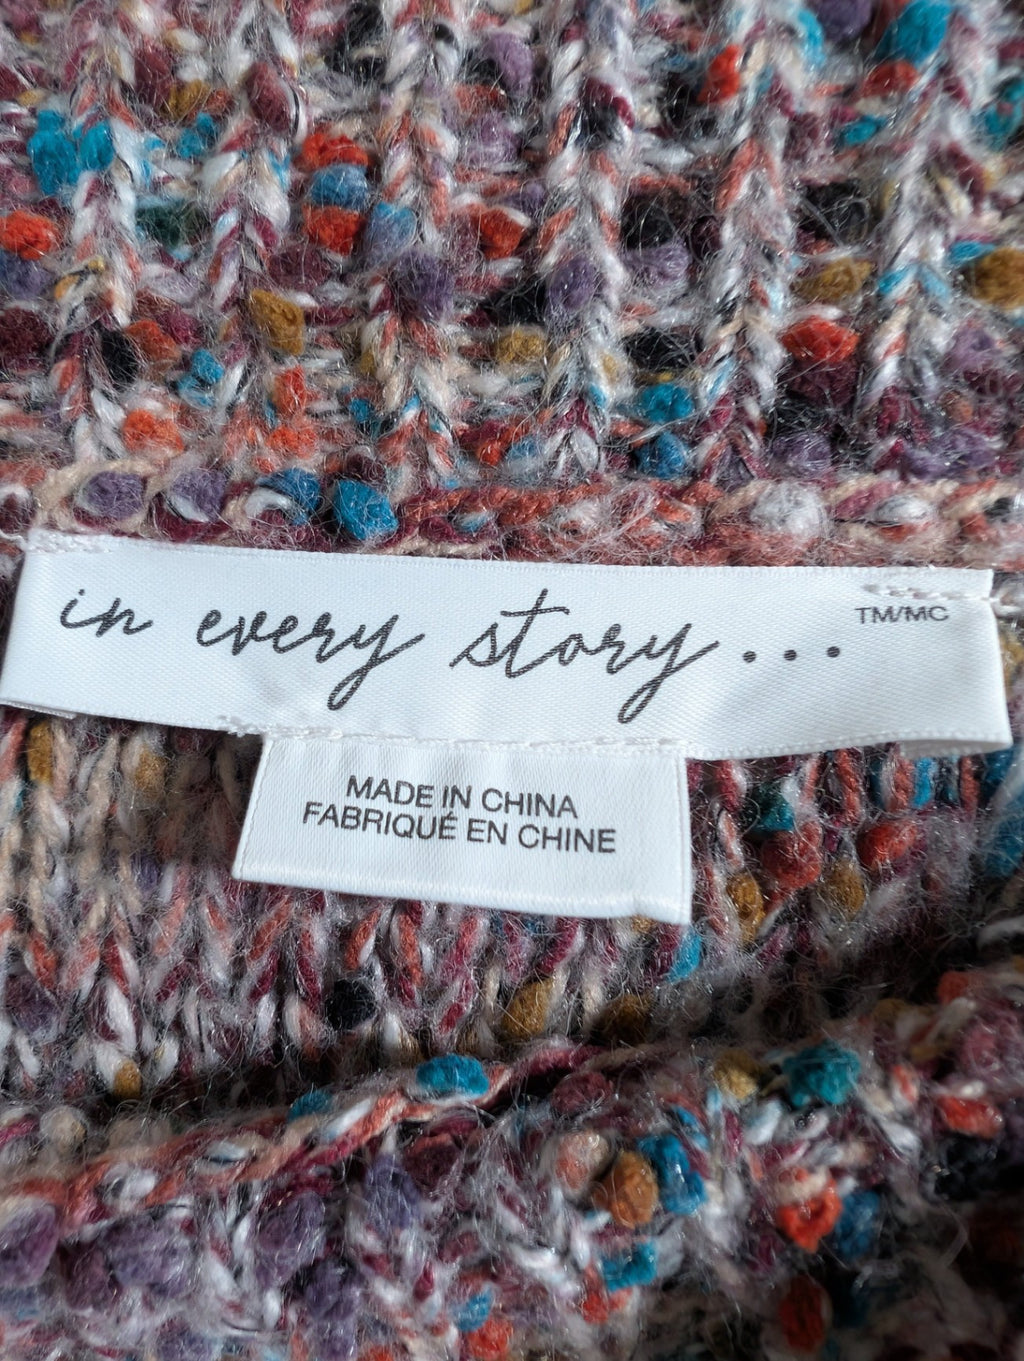 in every story... TM/MC
MADE IN CHINA
FABRIQUÉ EN CHINE